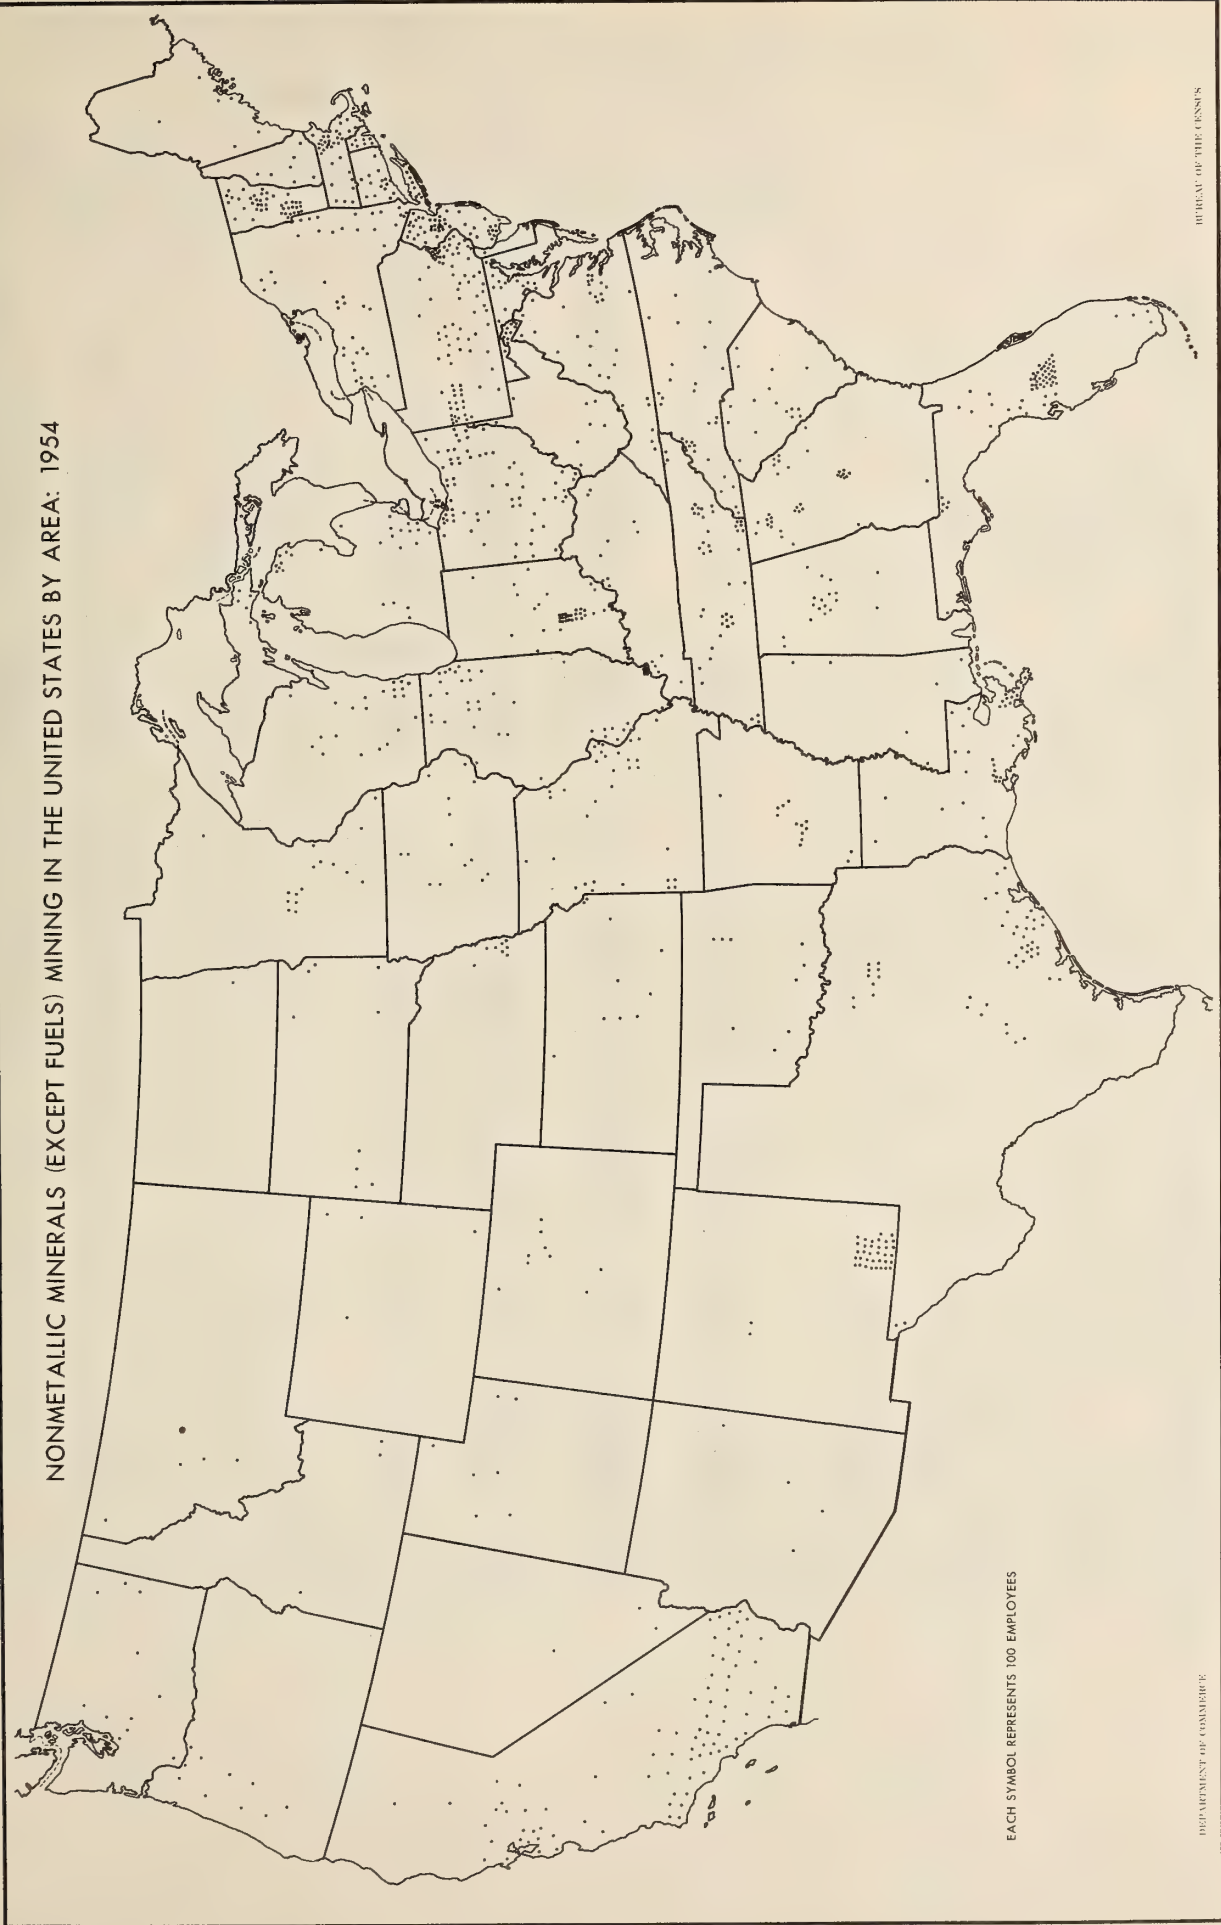 NONMETALLIC MINERALS (EXCEPT FUELS) MINING IN THE UNITED STATES BY AREA: 1954
EACH SYMBOL REPRESENTS 100 EMPLOYEES
DEPARTMENT OF COMMERCE
BUREAU OF THE CENSUS